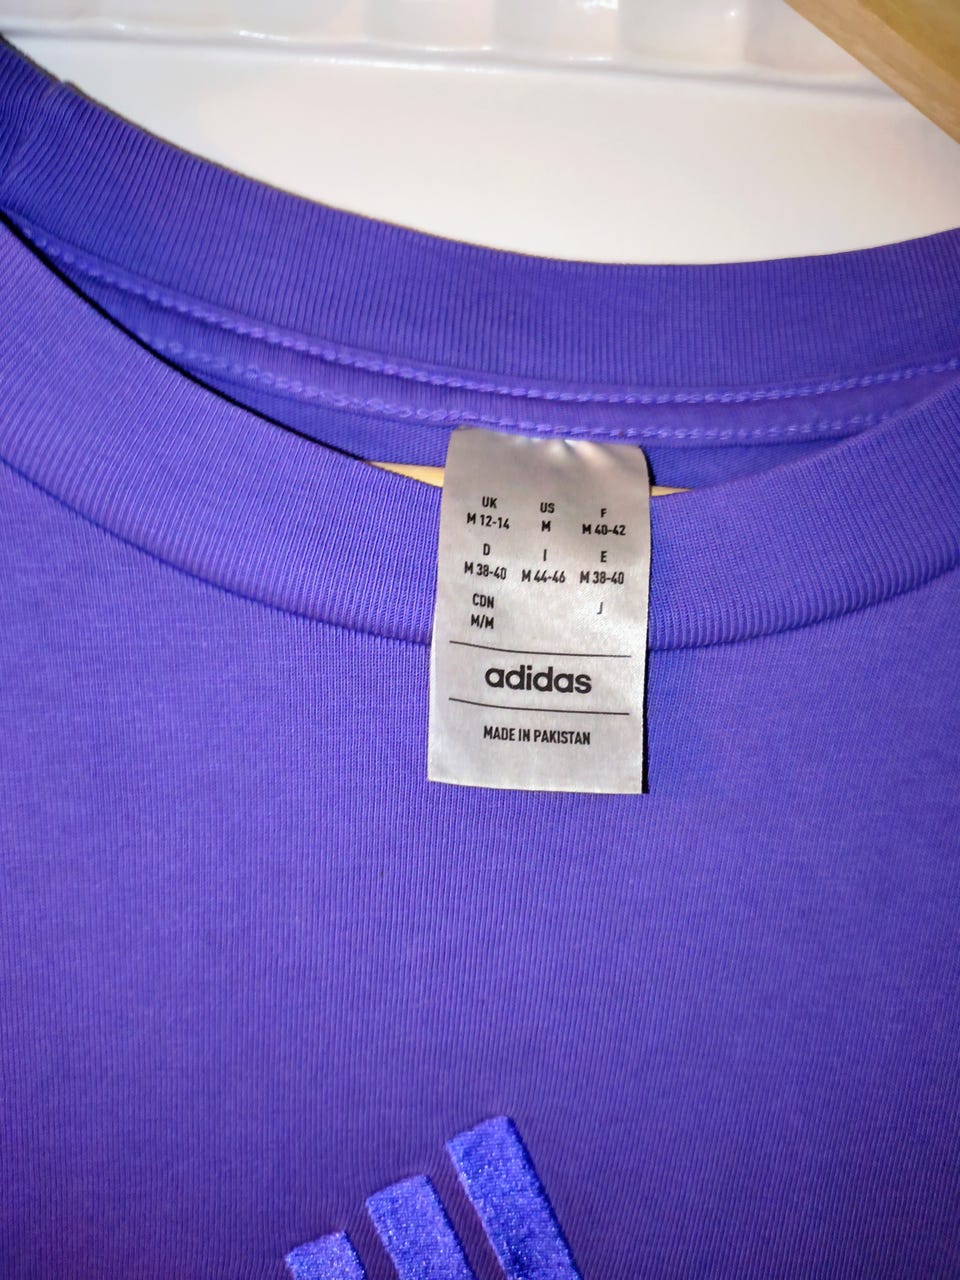 UK US F
M 12-14 M M 40-42
D I E
M 38-40 M 44-46 M 38-40
CDN J
M/M
adidas
MADE IN PAKISTAN